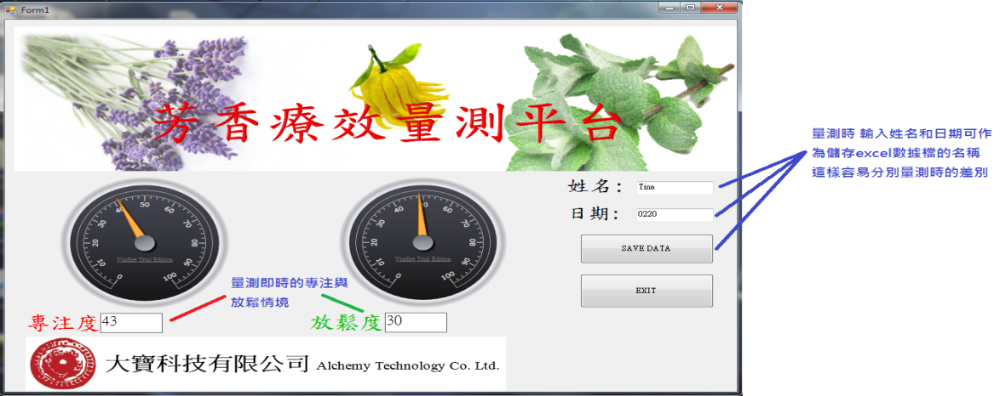 Form1
芳香療效量測平台
量測時 輸入姓名和日期可作
為儲存excel數據檔的名稱
這樣容易分別量測時的差別
姓名: Tina
日期: 0220
SAVE DATA
EXIT
0 10 20 30 40 50 60 70 80 90 100
Visifire Trial Edition
0 10 20 30 40 0 60 70 80 90 100
Visifire Trial Edition
量測即時的專注與
放鬆情境
專注度 43
放鬆度 30
大寶科技有限公司 Alchemy Technology Co. Ltd.